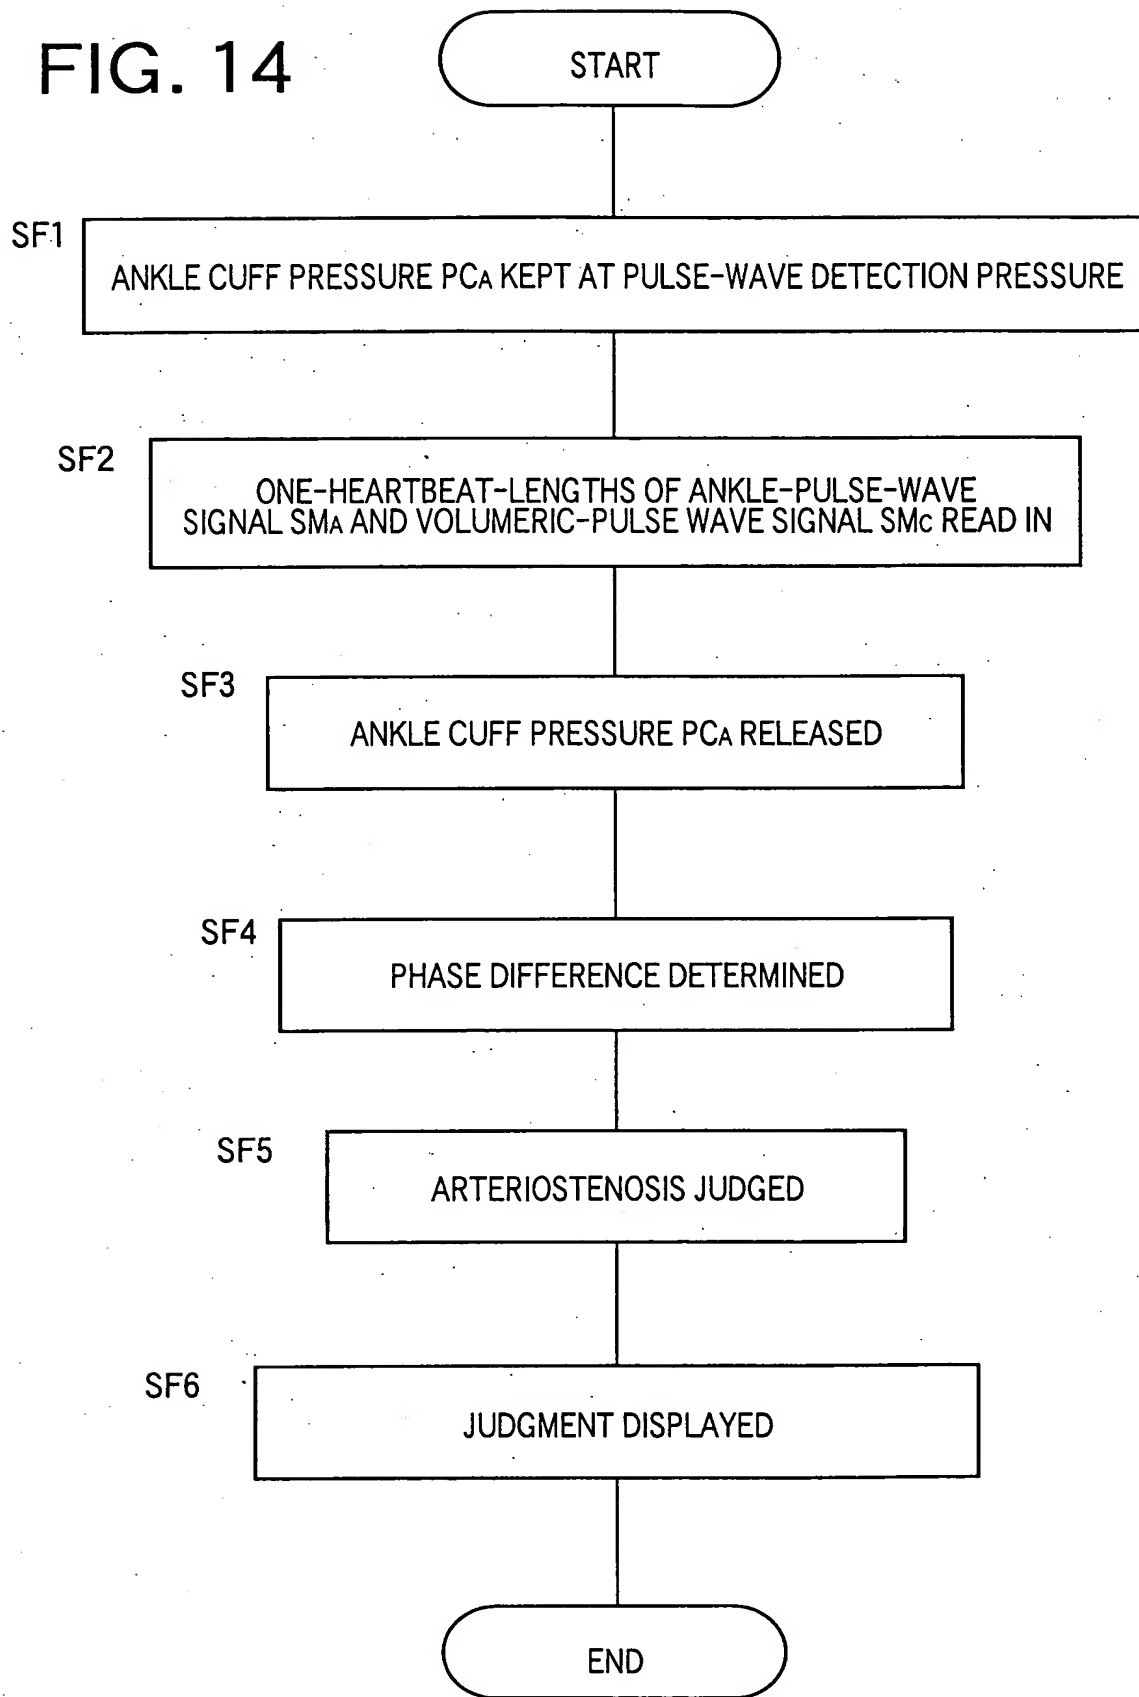 FIG. 14
START
SF1
ANKLE CUFF PRESSURE PCA KEPT AT PULSE-WAVE DETECTION PRESSURE
SF2
ONE-HEARTBEAT-LENGTHS OF ANKLE-PULSE-WAVE
SIGNAL SMA AND VOLUMERIC-PULSE WAVE SIGNAL SMC READ IN
SF3
ANKLE CUFF PRESSURE PCA RELEASED
SF4
PHASE DIFFERENCE DETERMINED
SF5
ARTERIOSTENOSIS JUDGED
SF6
JUDGMENT DISPLAYED
END